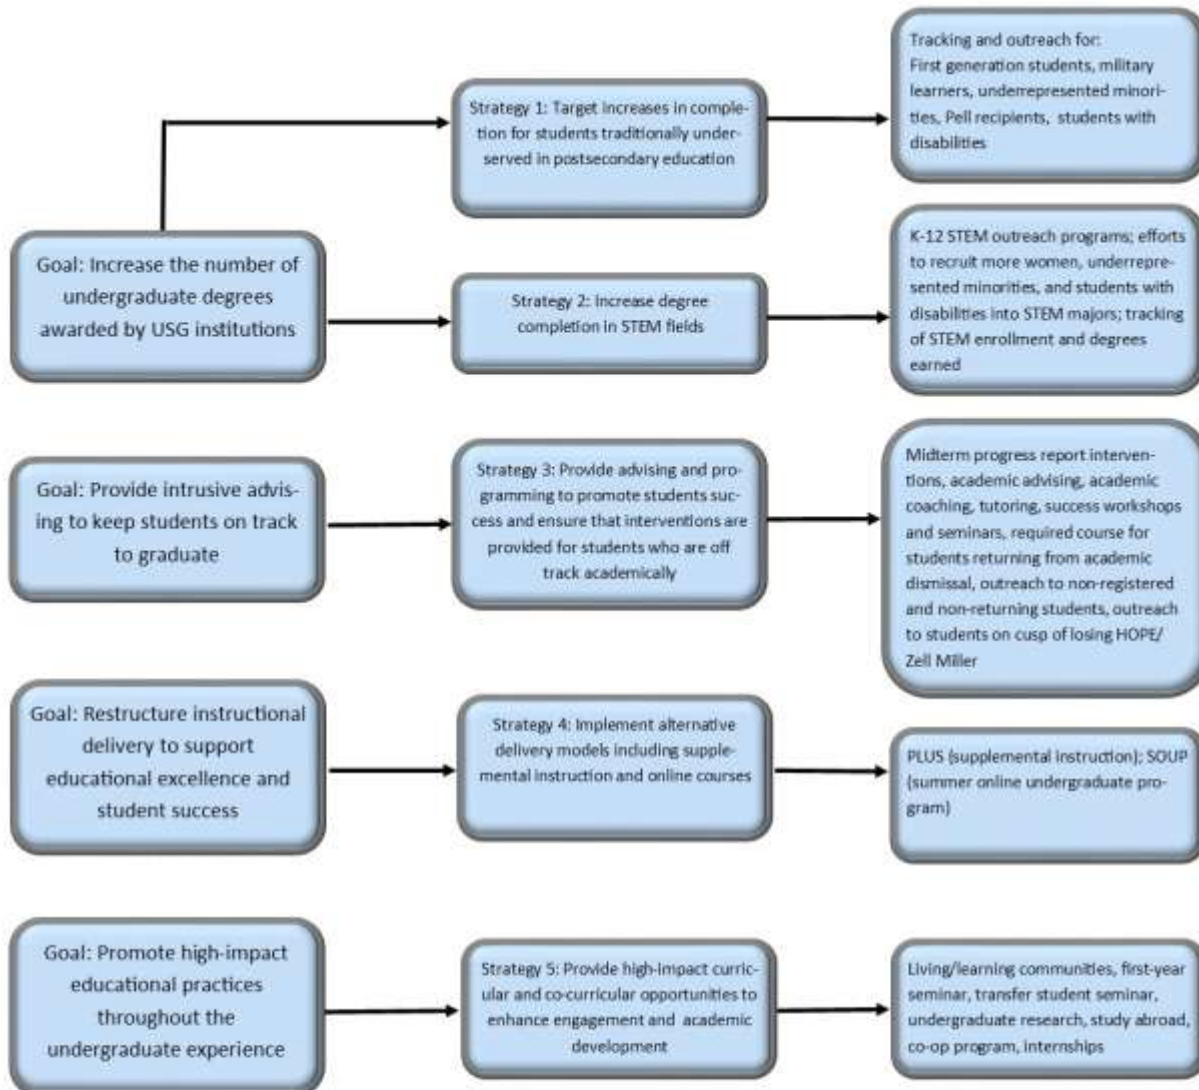 Goal: Increase the number of
undergraduate degrees
awarded by USG institutions
Strategy 1: Target increases in comple-
tion for students traditionally under-
served in postsecondary education
Tracking and outreach for:
First generation students, military
learners, underrepresented minori-
ties, Pell recipients, students with
disabilities
Strategy 2: Increase degree
completion in STEM fields
K-12 STEM outreach programs; efforts
to recruit more women, underrepre-
sented minorities, and students with
disabilities into STEM majors; tracking
of STEM enrollment and degrees
earned
Goal: Provide intrusive advis-
ing to keep students on track
to graduate
Strategy 3: Provide advising and pro-
gramming to promote students suc-
cess and ensure that interventions are
provided for students who are off
track academically
Midterm progress report interven-
tions, academic advising, academic
coaching, tutoring, success workshops
and seminars, required course for
students returning from academic
dismissal, outreach to non-registered
and non-returning students, outreach
to students on cusp of losing HOPE/
Zell Miller
Goal: Restructure instructional
delivery to support
educational excellence and
student success
Strategy 4: Implement alternative
delivery models including supple-
mental instruction and online courses
PLUS (supplemental instruction); SOUP
(summer online undergraduate pro-
gram)
Goal: Promote high-impact
educational practices
throughout the
undergraduate experience
Strategy 5: Provide high-impact curric-
ular and co-curricular opportunities to
enhance engagement and academic
development
Living/learning communities, first-year
seminar, transfer student seminar,
undergraduate research, study abroad,
co-op program, internships